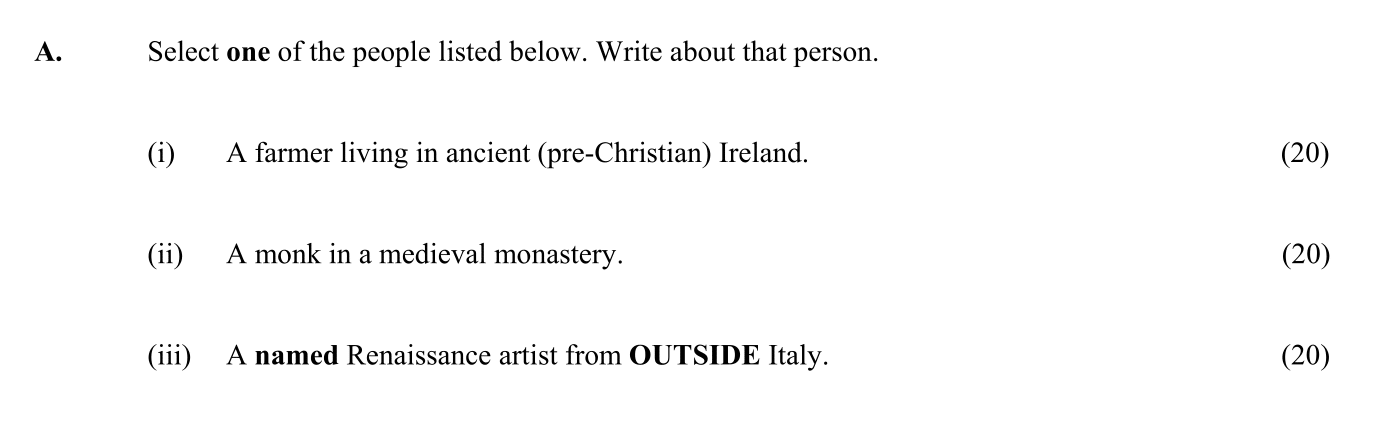 A. Select one of the people listed below. Write about that person.
(i) A farmer living in ancient (pre-Christian) Ireland. (20)
(ii) A monk in a medieval monastery. (20)
(iii) A named Renaissance artist from OUTSIDE Italy. (20)